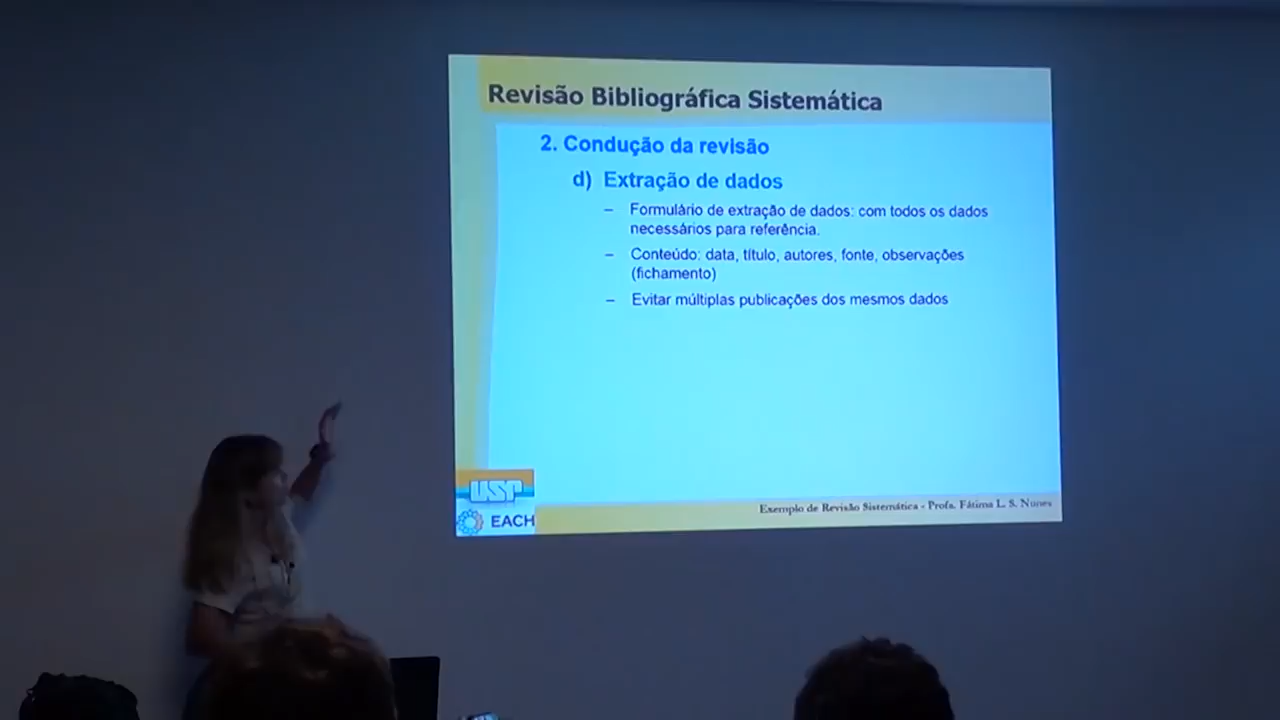 Revisão Bibliográfica Sistemática
2. Condução da revisão
d) Extração de dados
– Formulário de extração de dados: com todos os dados
necessários para referência.
– Conteúdo: data, título, autores, fonte, observações
(fichamento)
– Evitar múltiplas publicações dos mesmos dados
USP
EACH
Exemplo de Revisão Sistemática - Profa. Fátima L. S. Nunes